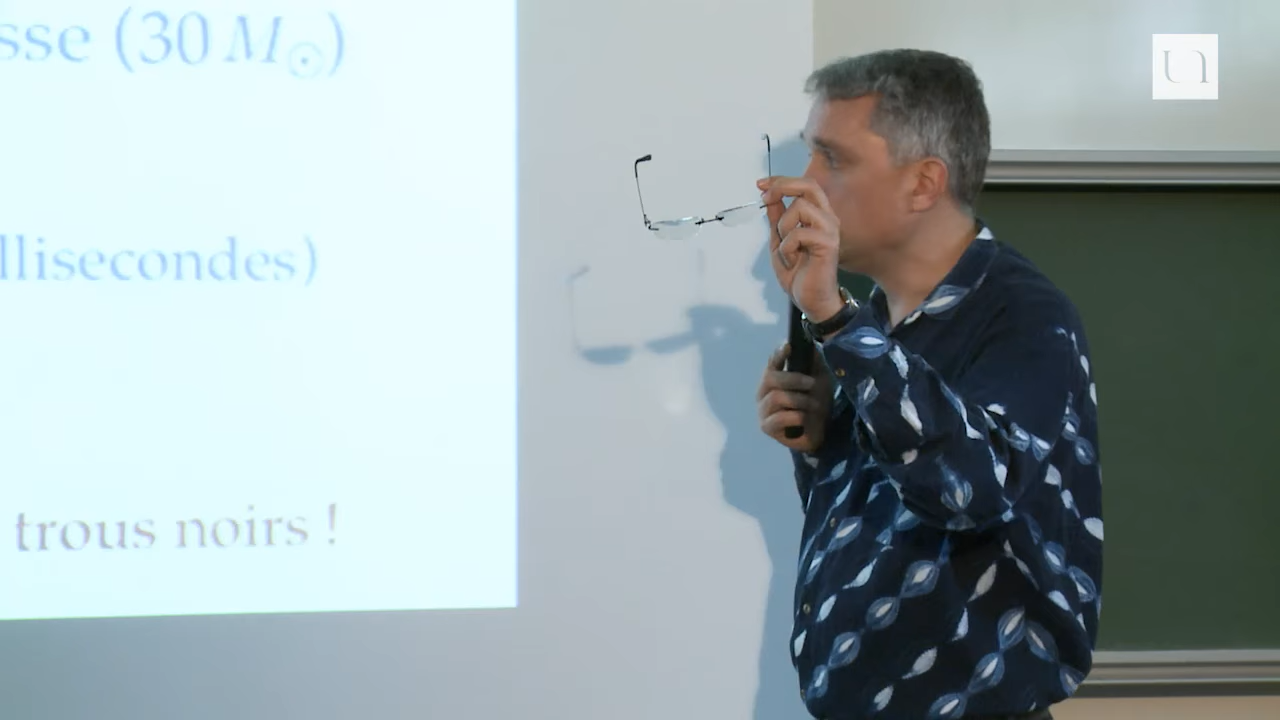 sse (30 M☉)
llisecondes)
trous noirs !